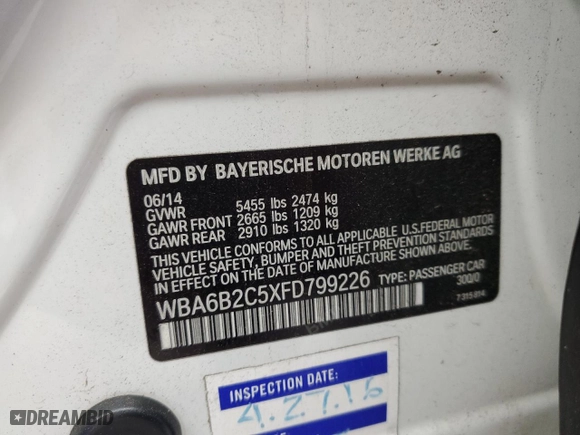 MFD BY BAYERISCHE MOTOREN WERKE AG
06/14
GVWR 5455 lbs 2474 kg
GAWR FRONT 2665 lbs 1209 kg
GAWR REAR 2910 lbs 1320 kg
THIS VEHICLE CONFORMS TO ALL APPLICABLE U.S.FEDERAL MOTOR
VEHICLE SAFETY, BUMPER AND THEFT PREVENTION STANDARDS
IN EFFECT ON THE DATE OF MANUFACTURE SHOWN ABOVE.
WBA6B2C5XFD799226 TYPE: PASSENGER CAR
300/0
7 315 014
INSPECTION DATE:
4.27.16
DREAMBID